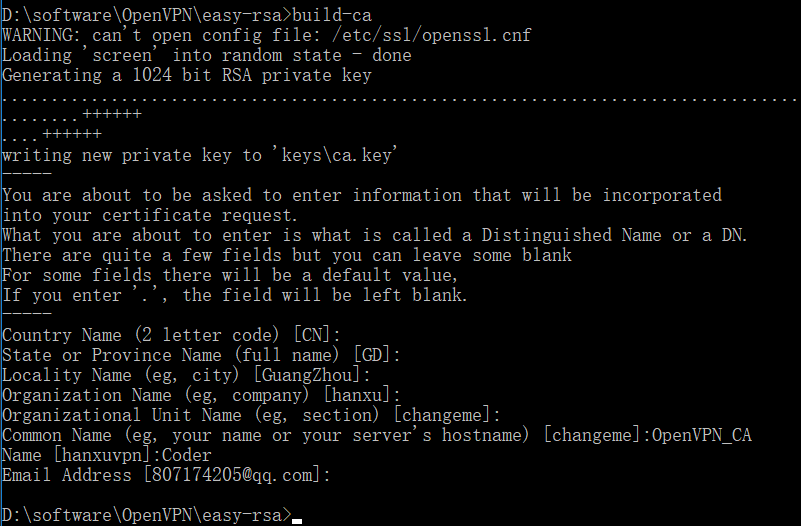 D:\software\OpenVPN\easy-rsa>build-ca
WARNING: can't open config file: /etc/ssl/openssl.cnf
Loading 'screen' into random state - done
Generating a 1024 bit RSA private key
................................................................................
........++++++
....++++++
writing new private key to 'keys\ca.key'
-----
You are about to be asked to enter information that will be incorporated
into your certificate request.
What you are about to enter is what is called a Distinguished Name or a DN.
There are quite a few fields but you can leave some blank
For some fields there will be a default value,
If you enter '.', the field will be left blank.
-----
Country Name (2 letter code) [CN]:
State or Province Name (full name) [GD]:
Locality Name (eg, city) [GuangZhou]:
Organization Name (eg, company) [hanxu]:
Organizational Unit Name (eg, section) [changeme]:
Common Name (eg, your name or your server's hostname) [changeme]:OpenVPN_CA
Name [hanxuvpn]:Coder
Email Address [807174205@qq.com]:
D:\software\OpenVPN\easy-rsa>